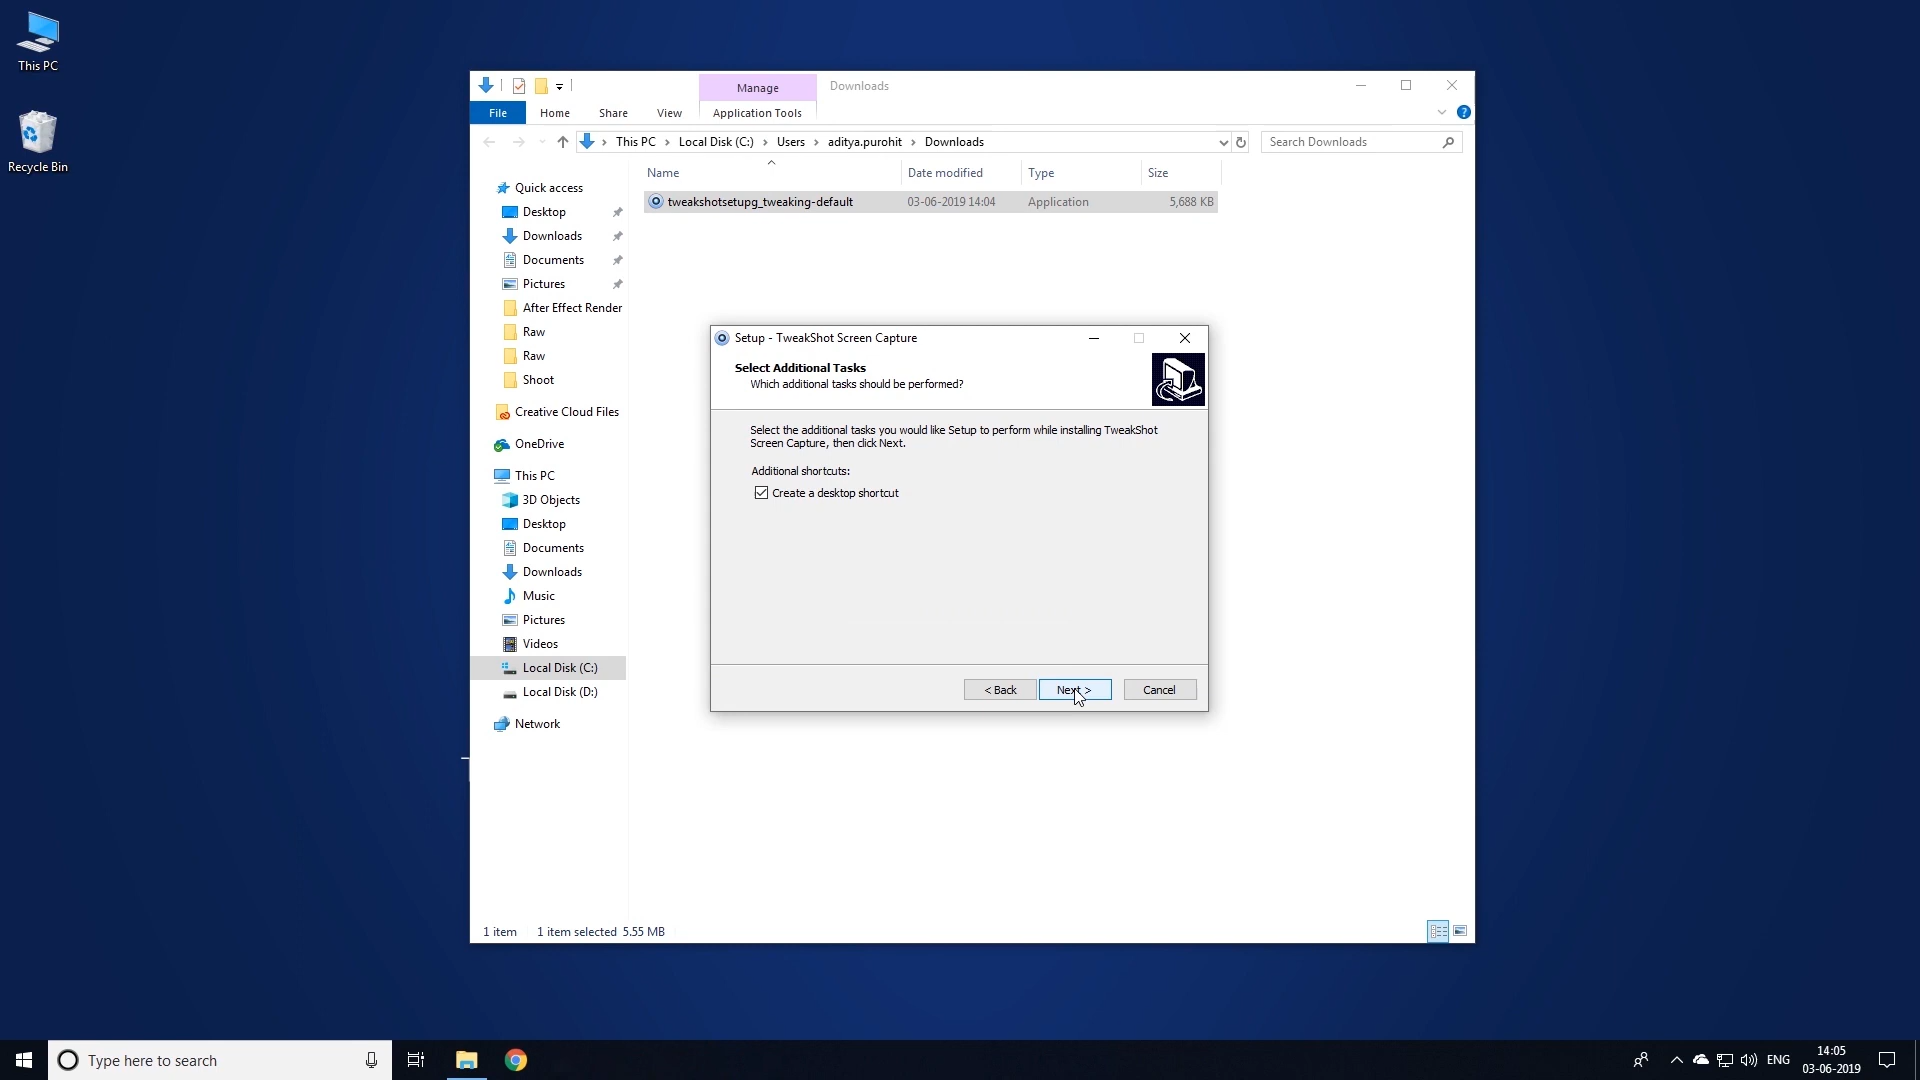 This PC
Recycle Bin
Manage
Downloads
File
Home
Share
View
Application Tools
This PC > Local Disk (C:) > Users > aditya.purohit > Downloads
Search Downloads
Name
Date modified
Type
Size
tweakshotsetupg_tweaking-default
03-06-2019 14:04
Application
5,688 KB
Quick access
Desktop
Downloads
Documents
Pictures
After Effect Render
Raw
Raw
Shoot
Creative Cloud Files
OneDrive
This PC
3D Objects
Desktop
Documents
Downloads
Music
Pictures
Videos
Local Disk (C:)
Local Disk (D:)
Network
Setup - TweakShot Screen Capture
Select Additional Tasks
Which additional tasks should be performed?
Select the additional tasks you would like Setup to perform while installing TweakShot
Screen Capture, then click Next.
Additional shortcuts:
Create a desktop shortcut
< Back
Next >
Cancel
1 item
1 item selected 5.55 MB
Type here to search
ENG
14:05
03-06-2019